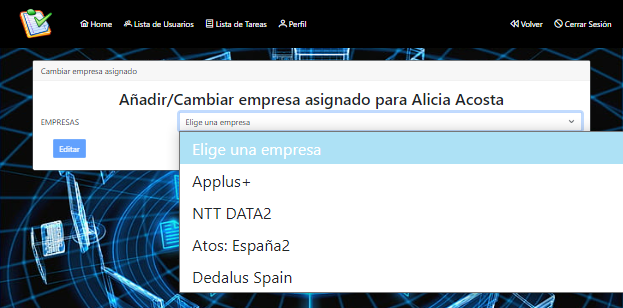 Home Lista de Usuarios Lista de Tareas Perfil Volver Cerrar Sesión
Cambiar empresa asignado
Añadir/Cambiar empresa asignado para Alicia Acosta
EMPRESAS Elige una empresa
Editar
Elige una empresa
Applus+
NTT DATA2
Atos: España2
Dedalus Spain